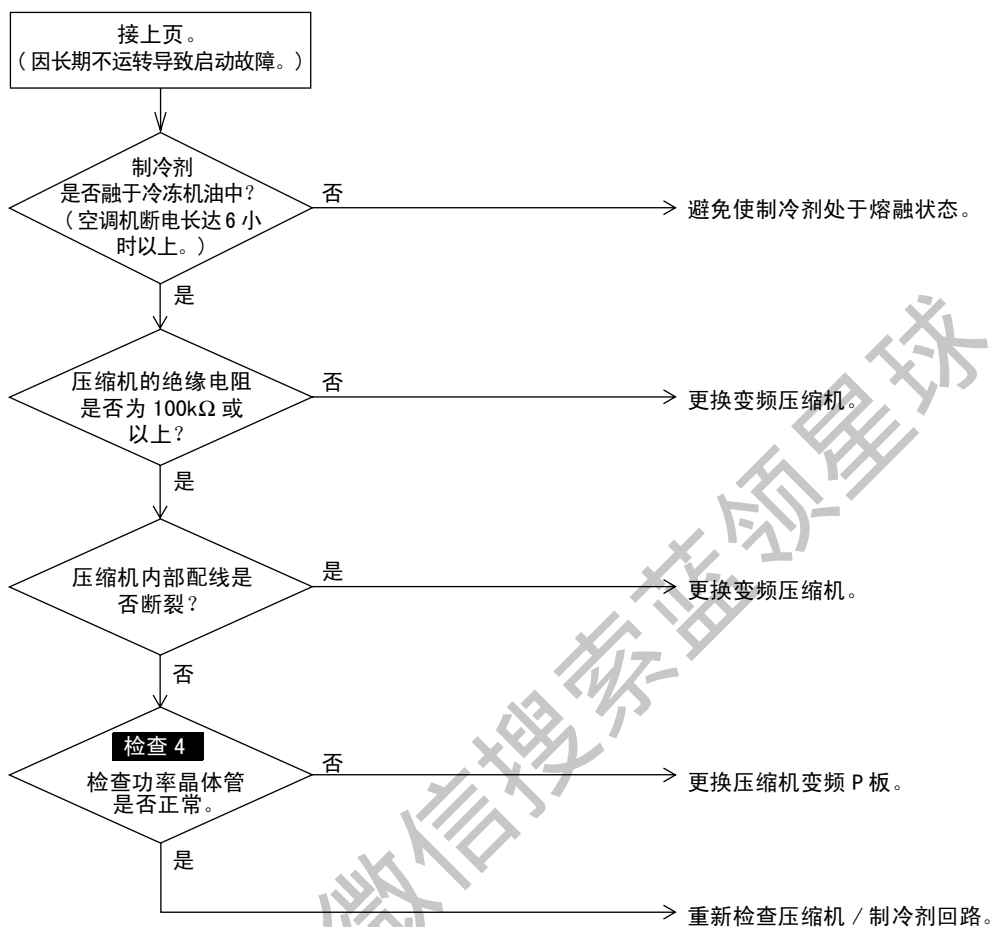 接上页。
（因长期不运转导致启动故障。）
制冷剂
是否融于冷冻机油中？
（空调机断电长达 6 小
时以上。）
否
避免使制冷剂处于熔融状态。
是
压缩机的绝缘电阻
是否为 100kΩ 或
以上？
否
更换变频压缩机。
是
压缩机内部配线是
否断裂？
是
更换变频压缩机。
否
检查 4
检查功率晶体管
是否正常。
否
更换压缩机变频 P 板。
是
重新检查压缩机 / 制冷剂回路。
微信搜索蓝领星球